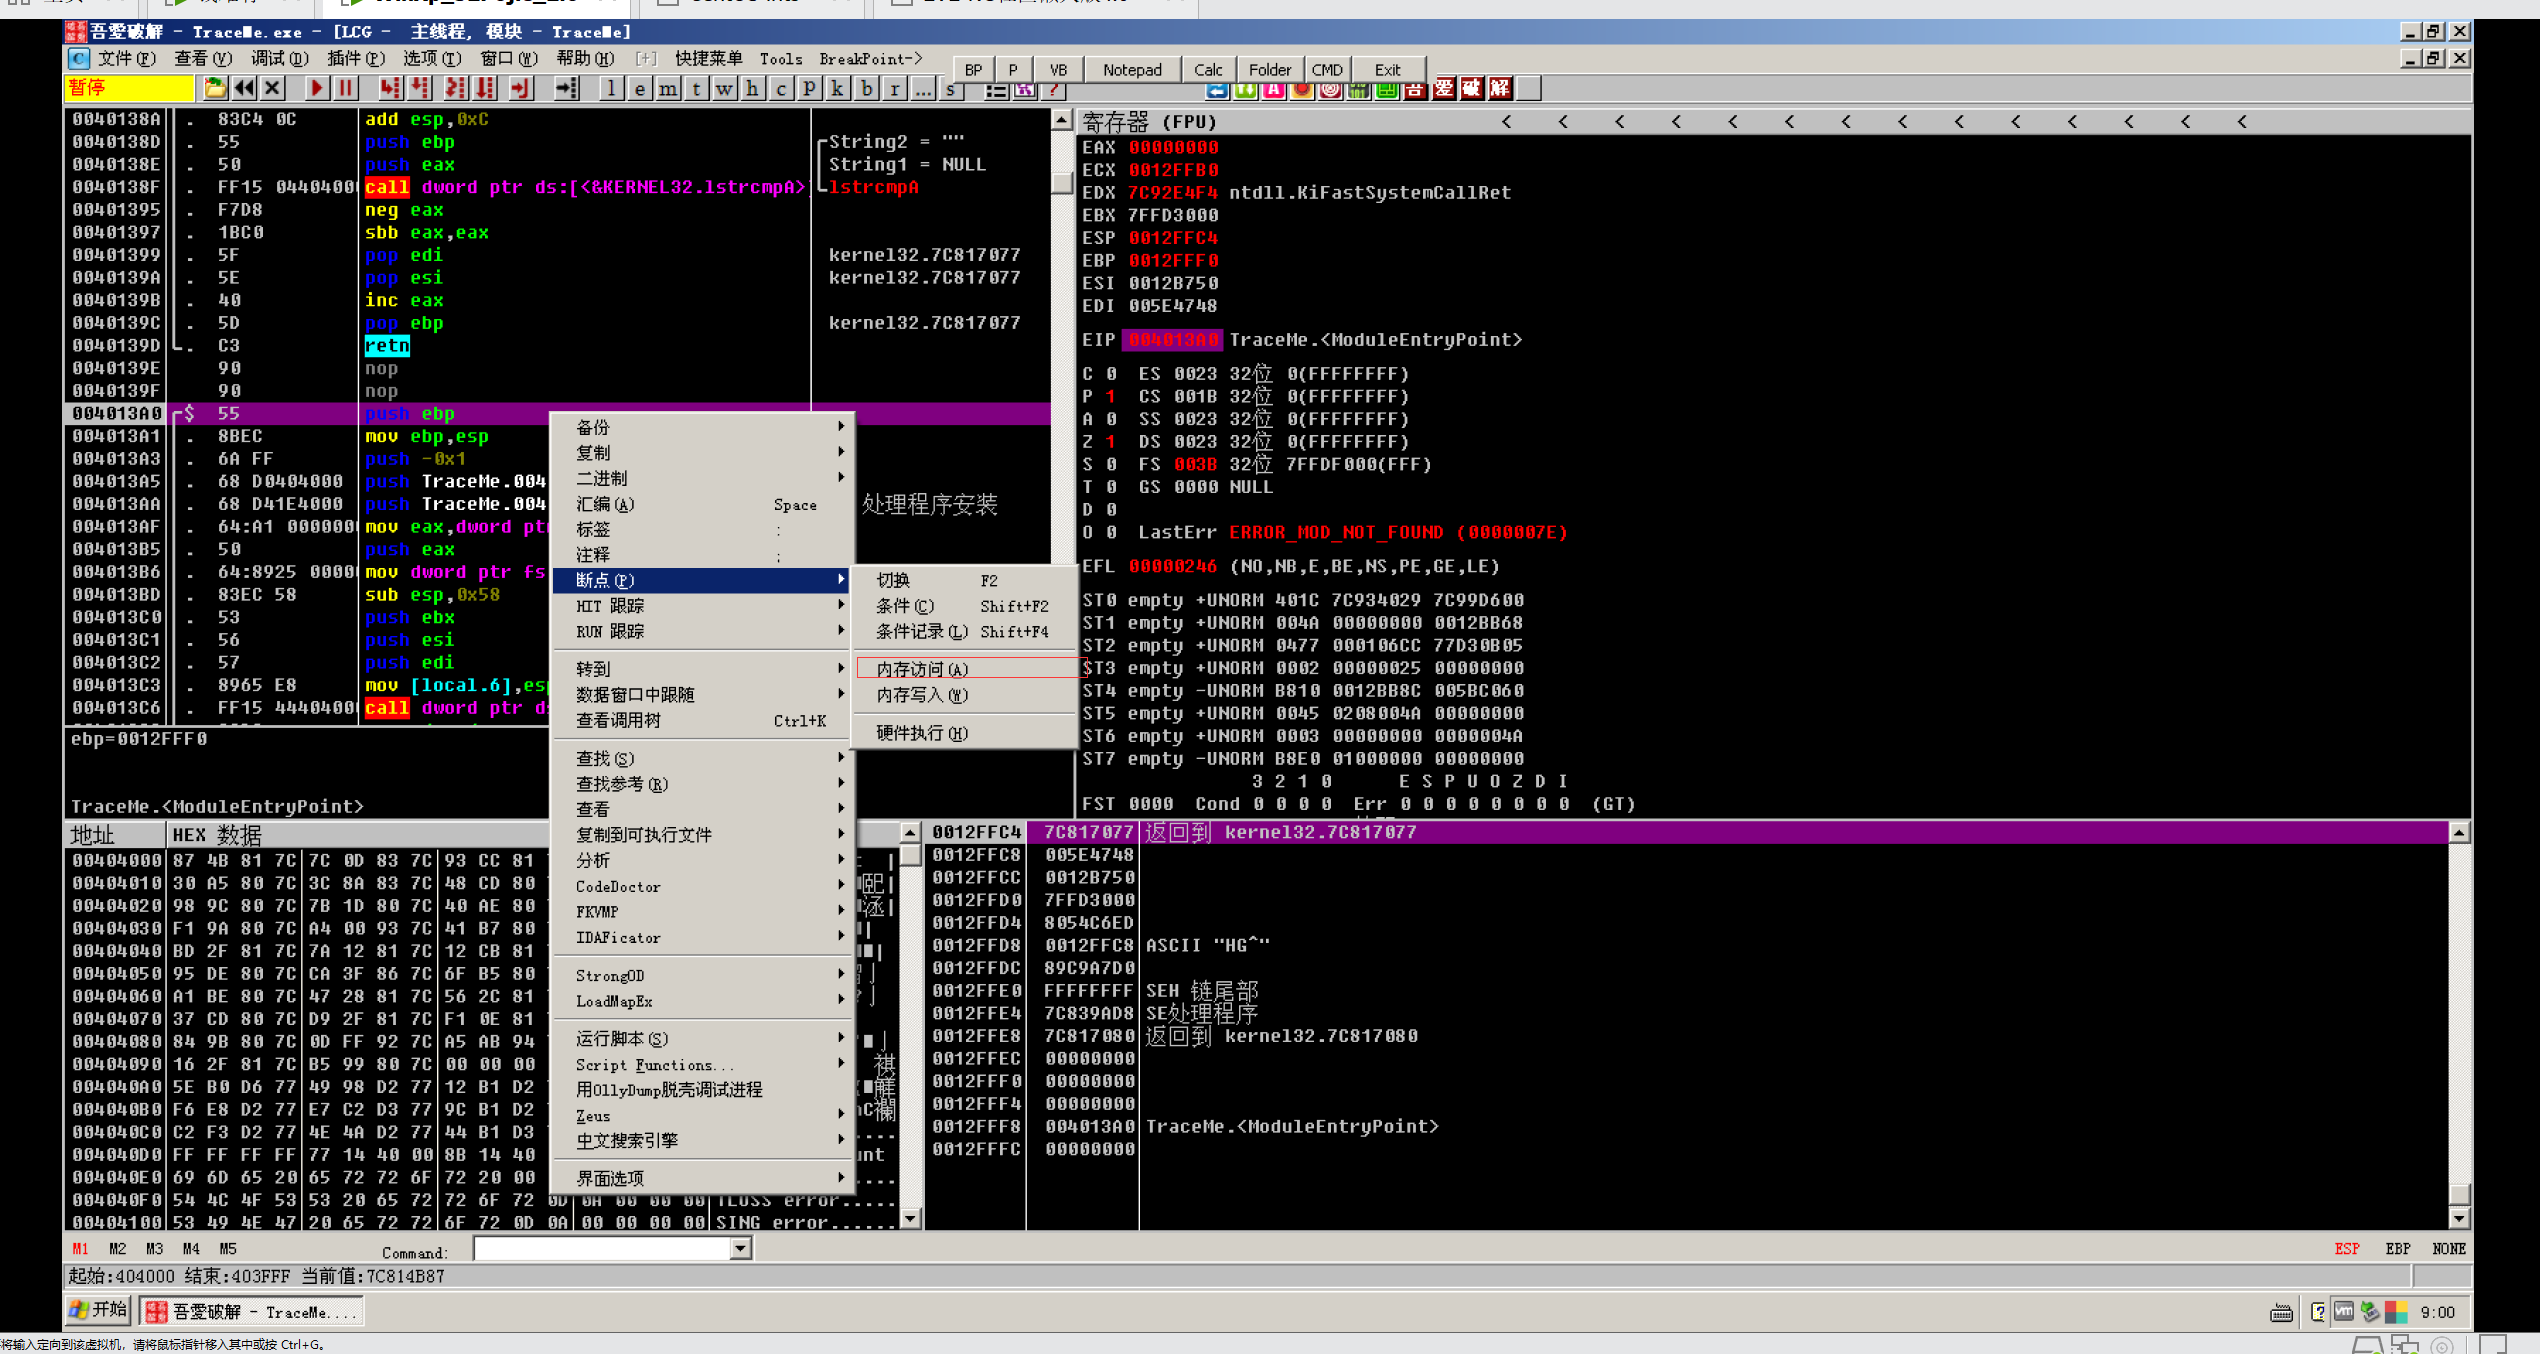 吾愛破解 - TraceMe.exe - [LCG - 主线程, 模块 - TraceMe]
文件(F) 查看(V) 调试(D) 插件(P) 选项(T) 窗口(W) 帮助(H) [+] 快捷菜单 Tools BreakPoint->
BP P VB Notepad Calc Folder CMD Exit
暂停
l e m t w h c P k b r ... s
吾 爱 破 解
0040138A . 83C4 0C add esp,0xC
0040138D . 55 push ebp String2 = ""
0040138E . 50 push eax String1 = NULL
0040138F . FF15 04404000 call dword ptr ds:[<&KERNEL32.lstrcmpA>] lstrcmpA
00401395 . F7D8 neg eax
00401397 . 1BC0 sbb eax,eax
00401399 . 5F pop edi kernel32.7C817077
0040139A . 5E pop esi kernel32.7C817077
0040139B . 40 inc eax
0040139C . 5D pop ebp kernel32.7C817077
0040139D . C3 retn
0040139E 90 nop
0040139F 90 nop
004013A0 $ 55 push ebp
004013A1 . 8BEC mov ebp,esp
004013A3 . 6A FF push -0x1
004013A5 . 68 D0404000 push TraceMe.004
004013AA . 68 D41E4000 push TraceMe.004 处理程序安装
004013AF . 64:A1 000000 mov eax,dword pt
004013B5 . 50 push eax
004013B6 . 64:8925 0000 mov dword ptr fs
004013BD . 83EC 58 sub esp,0x58
004013C0 . 53 push ebx
004013C1 . 56 push esi
004013C2 . 57 push edi
004013C3 . 8965 E8 mov [local.6],es
004013C6 . FF15 44404000 call dword ptr d
ebp=0012FFF0
TraceMe.<ModuleEntryPoint>
备份
复制
二进制
汇编(A) Space
标签 :
注释 ;
断点(P)
HIT 跟踪
RUN 跟踪
转到
数据窗口中跟随
查看调用树 Ctrl+K
查找(S)
查找参考(R)
查看
复制到可执行文件
分析
CodeDoctor
FKVMP
IDAFicator
StrongOD
LoadMapEx
运行脚本(S)
Script Functions...
用OllyDump脱壳调试进程
Zeus
中文搜索引擎
界面选项
切换 F2
条件(C) Shift+F2
条件记录(L) Shift+F4
内存访问(A)
内存写入(W)
硬件执行(H)
寄存器 (FPU) < < < < < < < < < < < < < <
EAX 00000000
ECX 0012FFB0
EDX 7C92E4F4 ntdll.KiFastSystemCallRet
EBX 7FFD3000
ESP 0012FFC4
EBP 0012FFF0
ESI 0012B750
EDI 005E4748
EIP 004013A0 TraceMe.<ModuleEntryPoint>
C 0 ES 0023 32位 0(FFFFFFFF)
P 1 CS 001B 32位 0(FFFFFFFF)
A 0 SS 0023 32位 0(FFFFFFFF)
Z 1 DS 0023 32位 0(FFFFFFFF)
S 0 FS 003B 32位 7FFDF000(FFF)
T 0 GS 0000 NULL
D 0
O 0 LastErr ERROR_MOD_NOT_FOUND (0000007E)
EFL 00000246 (NO,NB,E,BE,NS,PE,GE,LE)
ST0 empty +UNORM 401C 7C934029 7C99D600
ST1 empty +UNORM 004A 00000000 0012BB68
ST2 empty +UNORM 0477 000106CC 77D30B05
ST3 empty +UNORM 0002 00000025 00000000
ST4 empty -UNORM B810 0012BB8C 005BC060
ST5 empty +UNORM 0045 0208004A 00000000
ST6 empty +UNORM 0003 00000000 0000004A
ST7 empty -UNORM B8E0 01000000 00000000
3 2 1 0 E S P U O Z D I
FST 0000 Cond 0 0 0 0 Err 0 0 0 0 0 0 0 0 (GT)
地址 HEX 数据
00404000 87 4B 81 7C 7C 0D 83 7C 93 CC 81
00404010 30 A5 80 7C 3C 8A 83 7C 48 CD 80
00404020 98 9C 80 7C 7B 1D 80 7C 40 AE 80
00404030 F1 9A 80 7C A4 00 93 7C 41 B7 80
00404040 BD 2F 81 7C 7A 12 81 7C 12 CB 81
00404050 95 DE 80 7C CA 3F 86 7C 6F B5 80
00404060 A1 BE 80 7C 47 28 81 7C 56 2C 81
00404070 37 CD 80 7C D9 2F 81 7C F1 0E 81
00404080 84 9B 80 7C 0D FF 92 7C A5 AB 94
00404090 16 2F 81 7C B5 99 80 7C 00 00 00
004040A0 5E B0 D6 77 49 98 D2 77 12 B1 D2
004040B0 F6 E8 D2 77 E7 C2 D3 77 9C B1 D2
004040C0 C2 F3 D2 77 4E 4A D2 77 44 B1 D3
004040D0 FF FF FF FF 77 14 40 00 8B 14 40
004040E0 69 6D 65 20 65 72 72 6F 72 20 00
004040F0 54 4C 4F 53 53 20 65 72 72 6F 72 0D 0A 00 00 00 TLOSS error.....
00404100 53 49 4E 47 20 65 72 72 6F 72 0D 0A 00 00 00 00 SING error......
0012FFC4 7C817077 返回到 kernel32.7C817077
0012FFC8 005E4748
0012FFCC 0012B750
0012FFD0 7FFD3000
0012FFD4 8054C6ED
0012FFD8 0012FFC8 ASCII "HG^"
0012FFDC 89C9A7D0
0012FFE0 FFFFFFFF SEH 链尾部
0012FFE4 7C839AD8 SE处理程序
0012FFE8 7C817080 返回到 kernel32.7C817080
0012FFEC 00000000
0012FFF0 00000000
0012FFF4 00000000
0012FFF8 004013A0 TraceMe.<ModuleEntryPoint>
0012FFFC 00000000
M1 M2 M3 M4 M5 Command: ESP EBP NONE
起始:404000 结束:403FFF 当前值:7C814B87
开始 吾愛破解 - TraceMe.... 9:00
将输入定向到该虚拟机，请将鼠标指针移入其中或按 Ctrl+G。